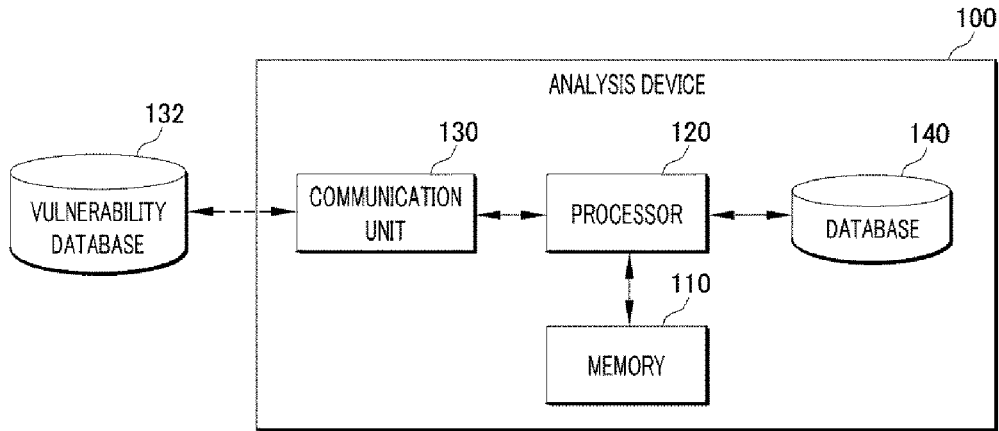 100
ANALYSIS DEVICE
132
130
120
140
VULNERABILITY
DATABASE
COMMUNICATION
UNIT
PROCESSOR
DATABASE
110
MEMORY